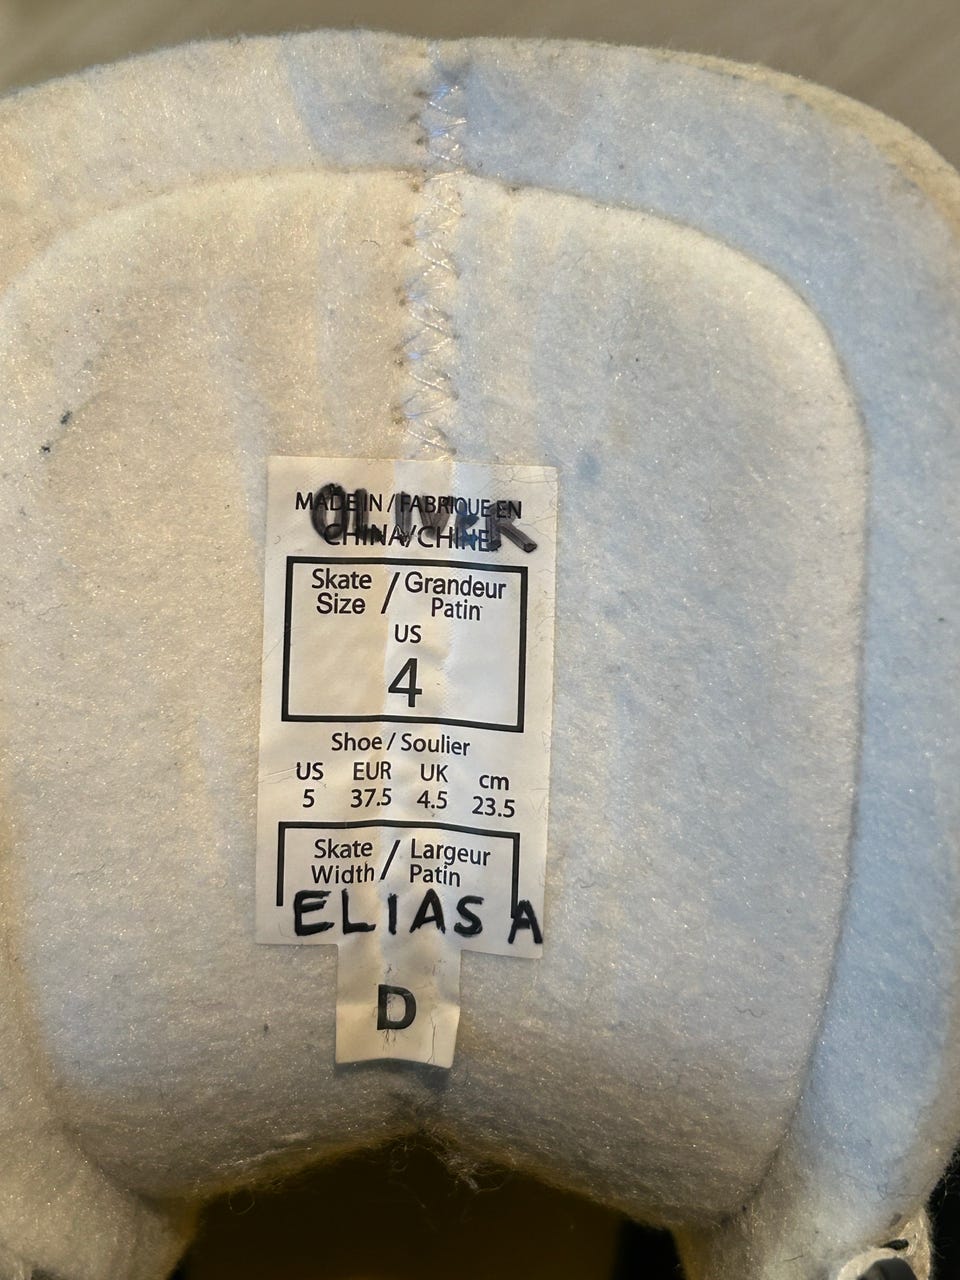 MADE IN / FABRIQUE EN
OLIVER
CHINA/CHINE
Skate Size / Grandeur Patin
US
4
Shoe / Soulier
US EUR UK cm
5 37.5 4.5 23.5
Skate Width / Largeur Patin
ELIAS A
D